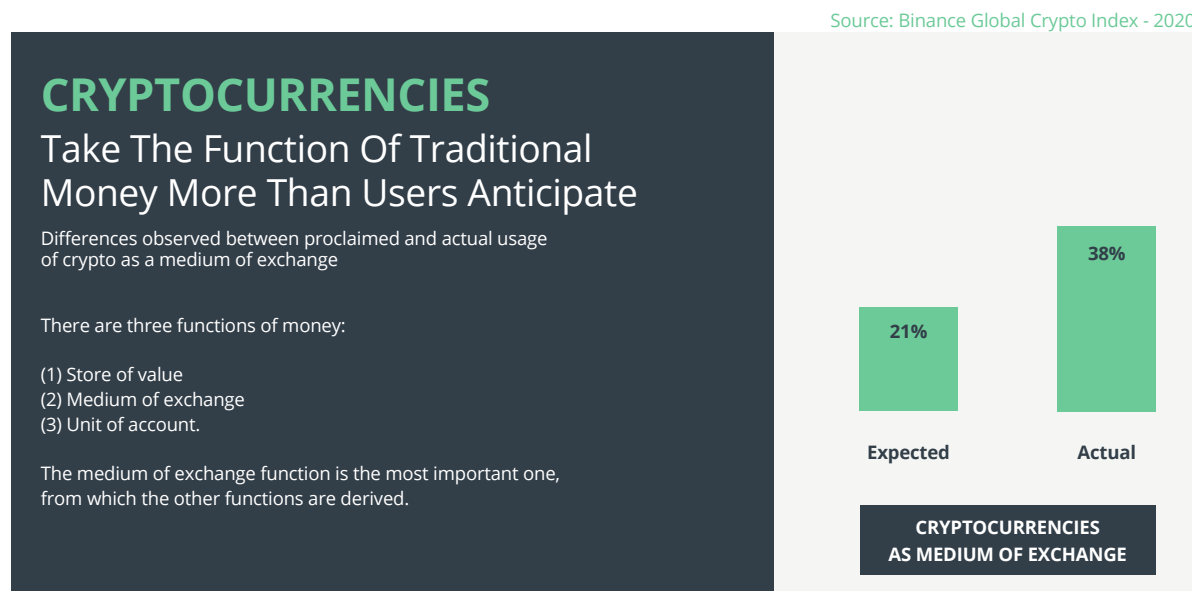 Source: Binance Global Crypto Index - 2020
CRYPTOCURRENCIES
Take The Function Of Traditional
Money More Than Users Anticipate
Differences observed between proclaimed and actual usage
of crypto as a medium of exchange
There are three functions of money:
(1) Store of value
(2) Medium of exchange
(3) Unit of account.
The medium of exchange function is the most important one,
from which the other functions are derived.
38%
21%
Expected
Actual
CRYPTOCURRENCIES
AS MEDIUM OF EXCHANGE